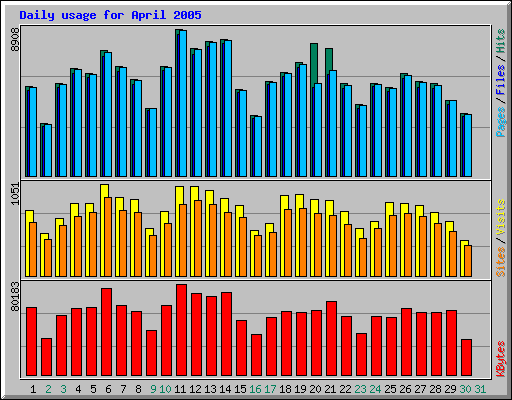 Daily usage for April 2005
8908
Pages / Files / Hits
1051
Sites / Visits
80183
KBytes
1 2 3 4 5 6 7 8 9 10 11 12 13 14 15 16 17 18 19 20 21 22 23 24 25 26 27 28 29 30 31